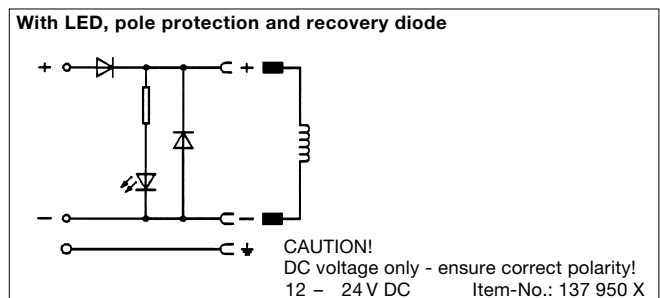 With LED, pole protection and recovery diode
+ +
− −
CAUTION!
DC voltage only - ensure correct polarity!
12 – 24 V DC Item-No.: 137 950 X